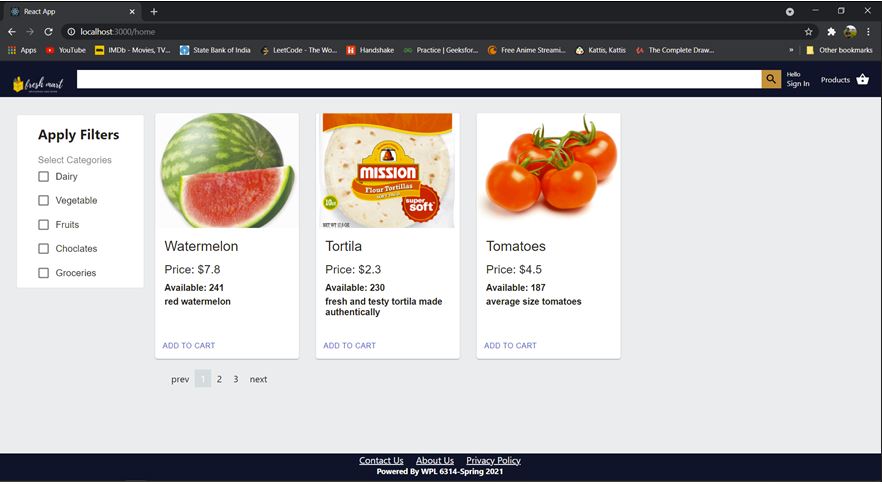 React App
localhost:3000/home
Apps YouTube IMDb - Movies, TV... State Bank of India LeetCode - The Wo... Handshake Practice | Geeksfor... Free Anime Streami... Kattis, Kattis The Complete Draw... » Other bookmarks
fresh mart
Hello
Sign In
Products
Apply Filters
Select Categories
Dairy
Vegetable
Fruits
Choclates
Groceries
Watermelon
Price: $7.8
Available: 241
red watermelon
ADD TO CART
MISSION
Flour Tortillas
super
soft
Tortila
Price: $2.3
Available: 230
fresh and testy tortila made
authentically
ADD TO CART
Tomatoes
Price: $4.5
Available: 187
average size tomatoes
ADD TO CART
prev 1 2 3 next
Contact Us About Us Privacy Policy
Powered By WPL 6314-Spring 2021